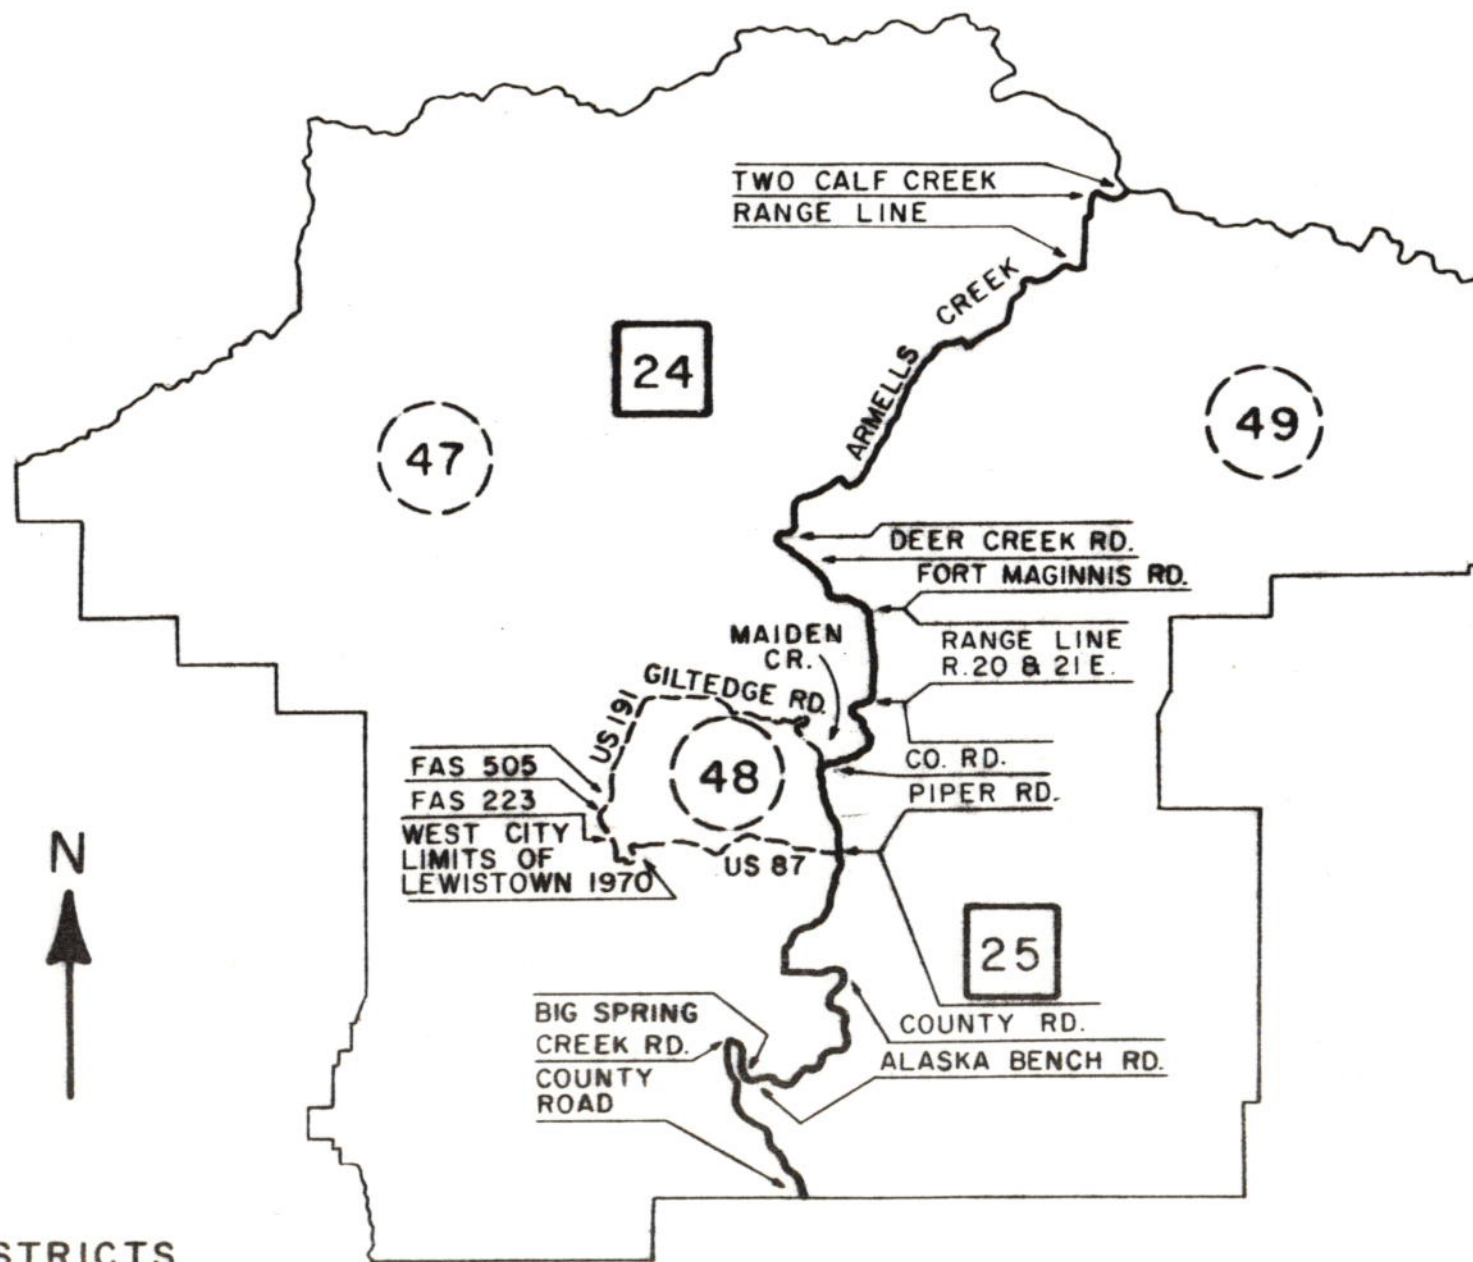 TWO CALF CREEK
RANGE LINE
ARMELLS CREEK
24
47
49
DEER CREEK RD.
FORT MAGINNIS RD.
MAIDEN
CR.
RANGE LINE
R.20 & 21 E.
GILTEDGE RD.
US 191
48
FAS 505
FAS 223
WEST CITY
LIMITS OF
LEWISTOWN 1970
CO. RD.
PIPER RD.
US 87
N
25
BIG SPRING
CREEK RD.
COUNTY
ROAD
COUNTY RD.
ALASKA BENCH RD.
STRICTS